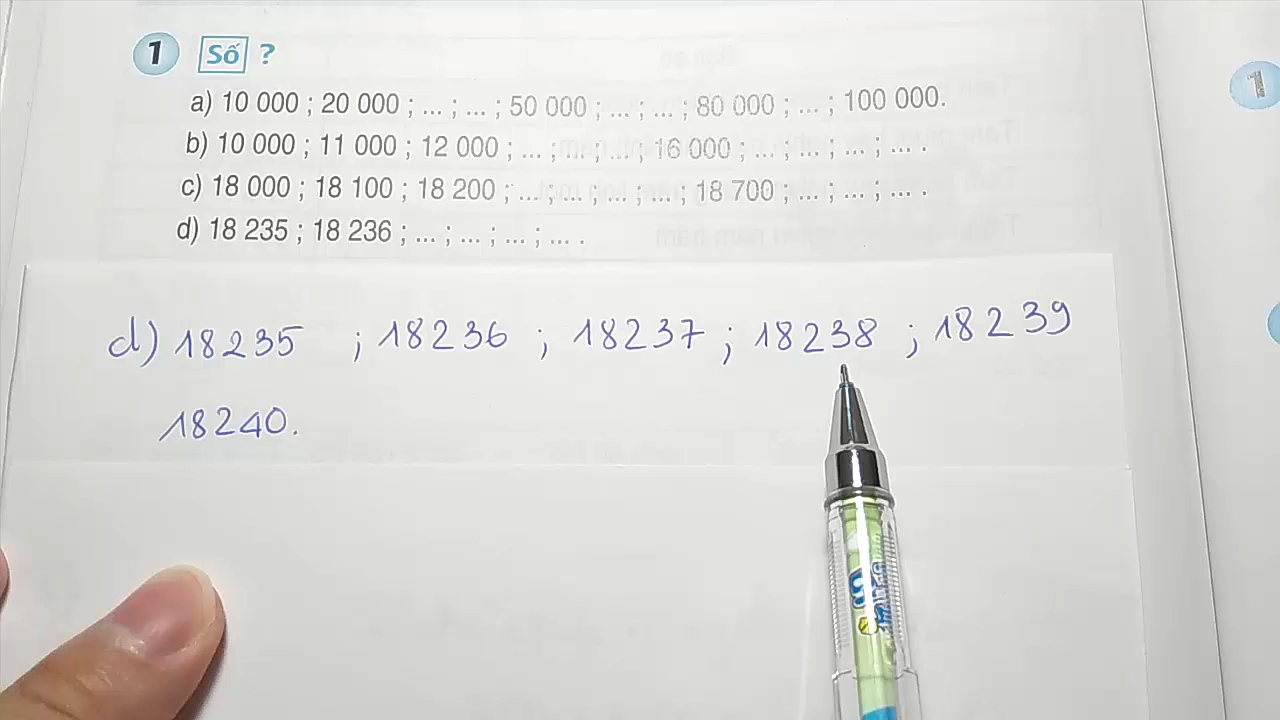 1 Số ?
a) 10 000 ; 20 000 ; ... ; ... ; 50 000 ; ... ; ... ; 80 000 ; ... ; 100 000.
b) 10 000 ; 11 000 ; 12 000 ; ... ; ... ; ... ; 16 000 ; ... ; ... ; ... ; ... .
c) 18 000 ; 18 100 ; 18 200 ; ... ; ... ; ... ; ... ; 18 700 ; ... ; ... ; ... .
d) 18 235 ; 18 236 ; ... ; ... ; ... ; ... .
d) 18235 ; 18236 ; 18237 ; 18238 ; 18239
18240.
1